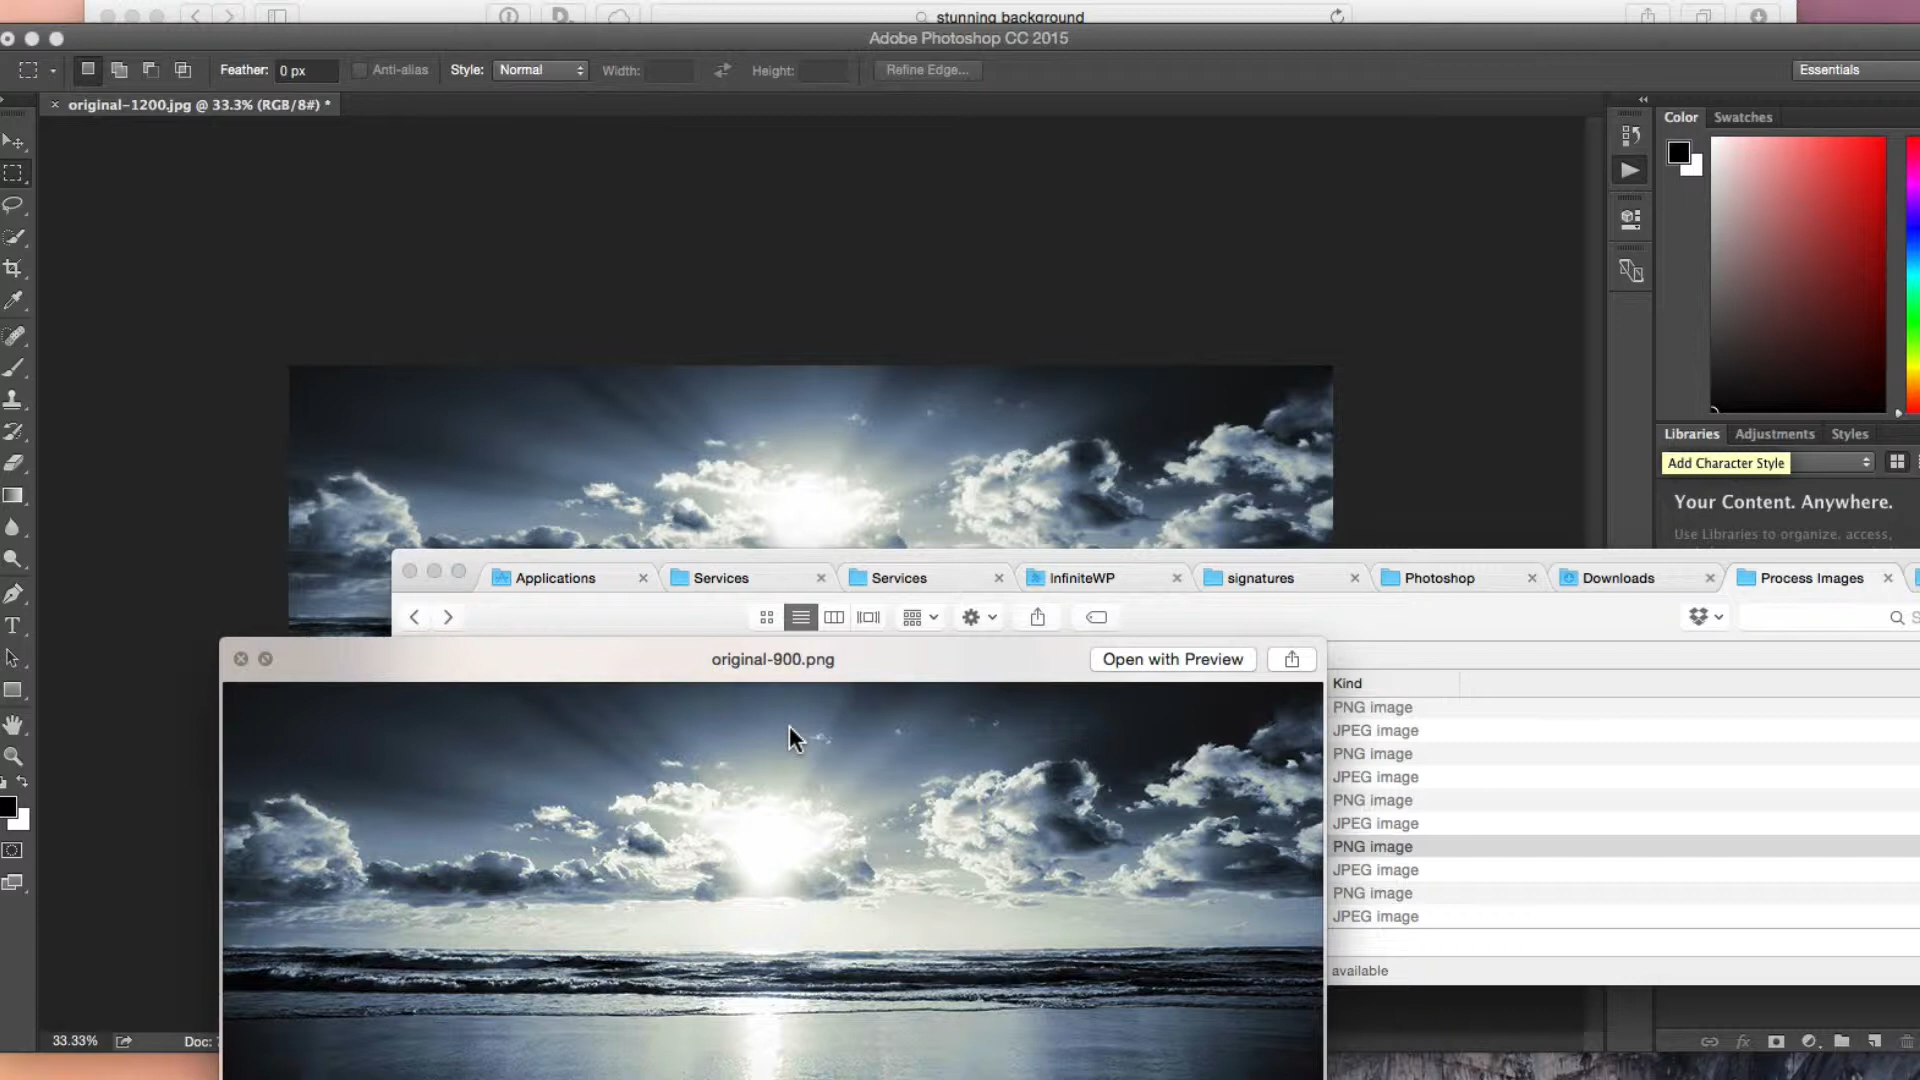 stunning background
Adobe Photoshop CC 2015
Feather: 0 px Anti-alias Style: Normal Width: Height: Refine Edge... Essentials
original-1200.jpg @ 33.3% (RGB/8#) *
Color Swatches
Libraries Adjustments Styles
Add Character Style
Your Content. Anywhere.
Use Libraries to organize, access,
Applications Services Services InfiniteWP signatures Photoshop Downloads Process Images
original-900.png Open with Preview
Kind
PNG image
JPEG image
PNG image
JPEG image
PNG image
JPEG image
PNG image
JPEG image
PNG image
JPEG image
available
33.33% Doc: